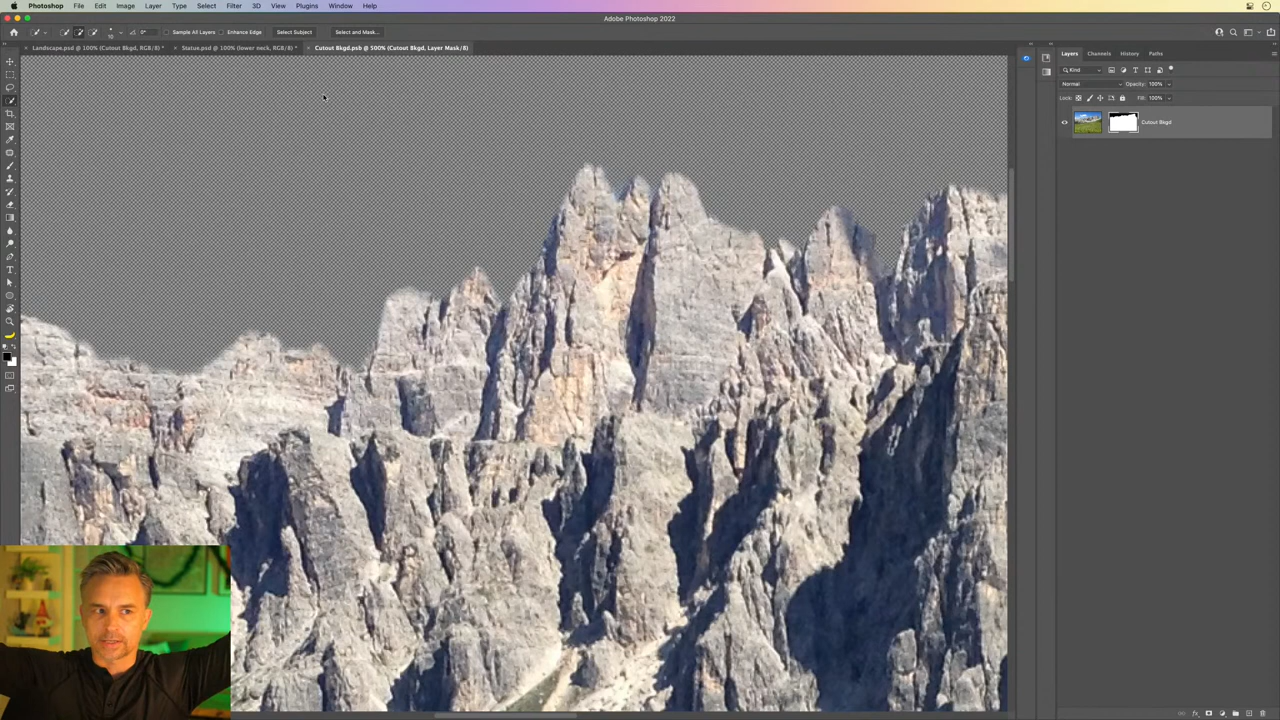 Photoshop File Edit Image Layer Type Select Filter 3D View Plugins Window Help
Adobe Photoshop 2022
0° Sample All Layers Enhance Edge Select Subject Select and Mask...
× Landscape.psd @ 100% (Cutout Bkgd, RGB/8) * × Statue.psd @ 100% (lower neck, RGB/8) * × Cutout Bkgd.psb @ 500% (Cutout Bkgd, Layer Mask/8)
Layers Channels History Paths
Kind
Normal Opacity: 100%
Lock: Fill: 100%
Cutout Bkgd